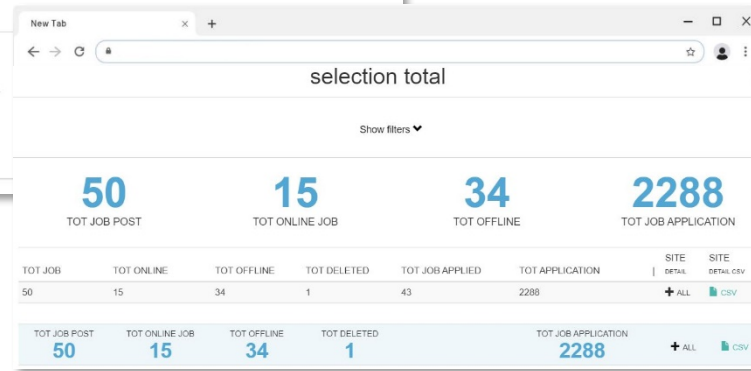 New Tab
selection total
Show filters
50 15 34 2288
TOT JOB POST TOT ONLINE JOB TOT OFFLINE TOT JOB APPLICATION
TOT JOB TOT ONLINE TOT OFFLINE TOT DELETED TOT JOB APPLIED TOT APPLICATION | SITE DETAIL SITE DETAIL CSV
50 15 34 1 43 2288 + ALL CSV
TOT JOB POST TOT ONLINE JOB TOT OFFLINE TOT DELETED TOT JOB APPLICATION
50 15 34 1 2288 + ALL CSV